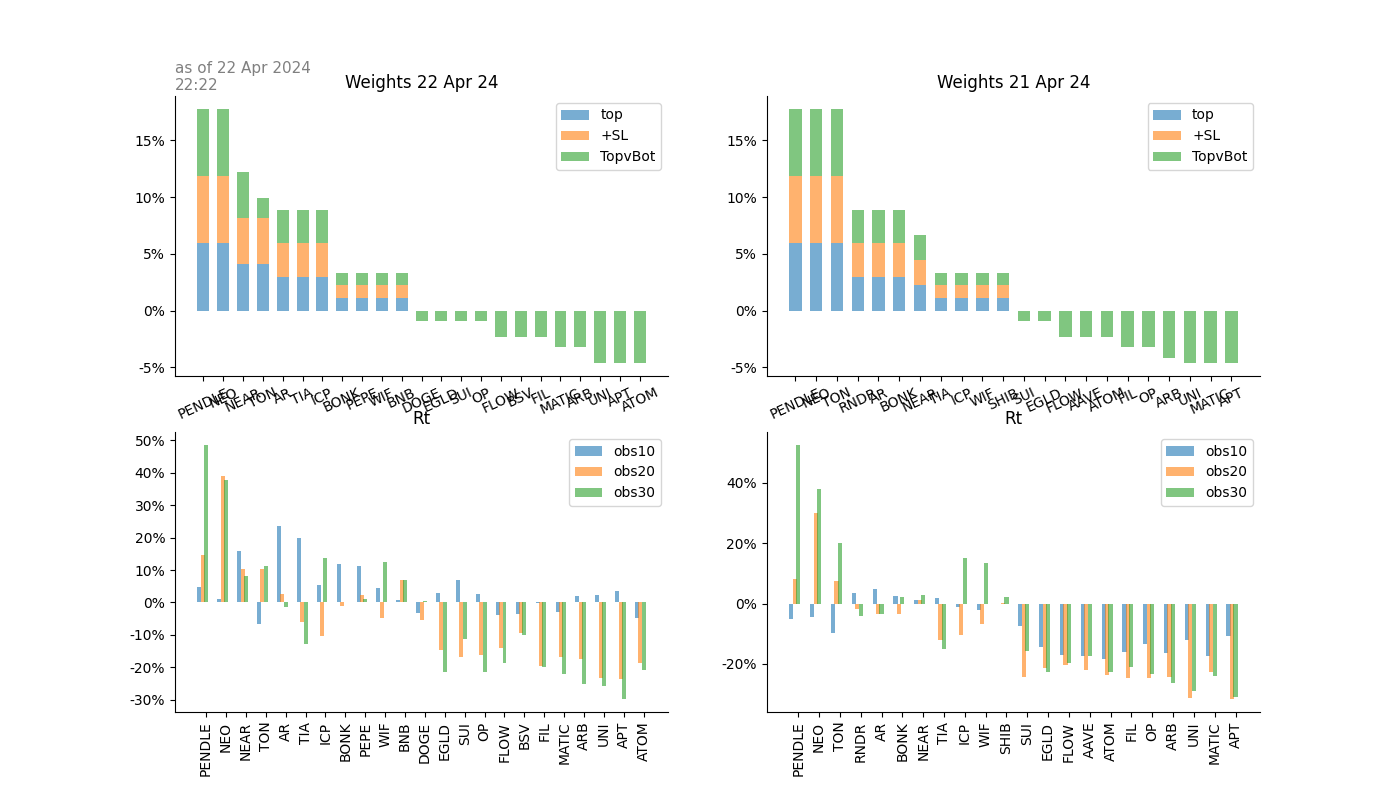 as of 22 Apr 2024
22:22
Weights 22 Apr 24
top
+SL
TopvBot
15%
10%
5%
0%
-5%
PENDLE NEO NEAR TON AR TIA ICP BONK PEPE WIF BNB DOGE EGLD SUI OP FLOW BSV FIL MATIC ARB UNI APT ATOM
Weights 21 Apr 24
top
+SL
TopvBot
15%
10%
5%
0%
-5%
PENDLE NEO TON RNDR AR BONK NEAR TIA ICP WIF SHIB SUI EGLD FLOW AAVE ATOM FIL OP ARB UNI MATIC APT
Rt
obs10
obs20
obs30
50%
40%
30%
20%
10%
0%
-10%
-20%
-30%
PENDLE NEO NEAR TON AR TIA ICP BONK PEPE WIF BNB DOGE EGLD SUI OP FLOW BSV FIL MATIC ARB UNI APT ATOM
Rt
obs10
obs20
obs30
40%
20%
0%
-20%
PENDLE NEO TON RNDR AR BONK NEAR TIA ICP WIF SHIB SUI EGLD FLOW AAVE ATOM FIL OP ARB UNI MATIC APT